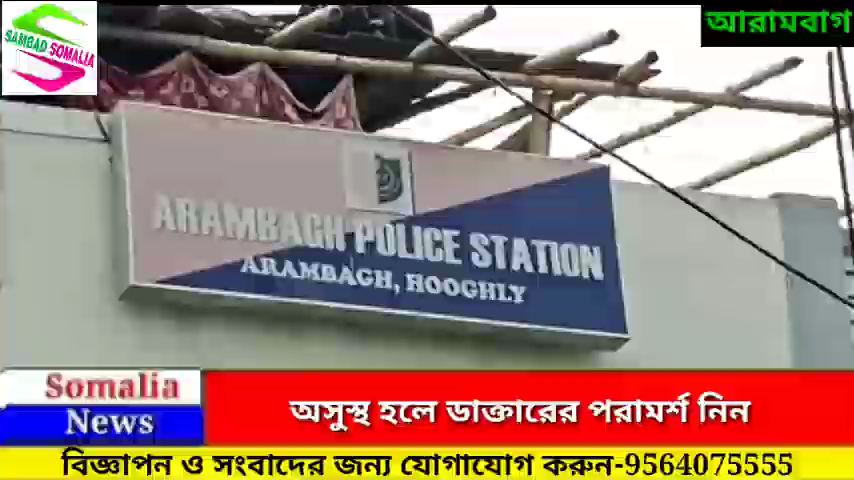 SAMBAD SOMALIA
আরামবাগ
ARAMBAGH POLICE STATION
ARAMBAGH, HOOGHLY
Somalia
News
অসুস্থ হলে ডাক্তারের পরামর্শ নিন
বিজ্ঞাপন ও সংবাদের জন্য যোগাযোগ করুন-9564075555